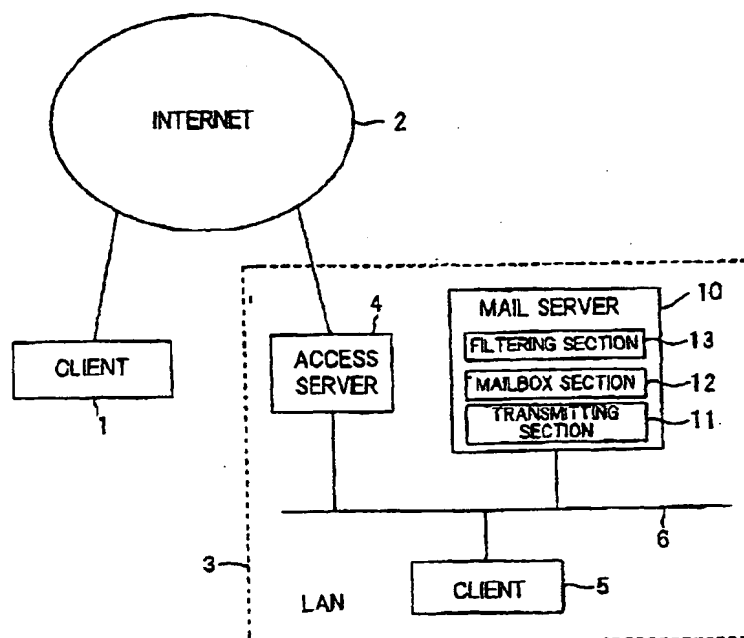 INTERNET
2
4
ACCESS
SERVER
MAIL SERVER
10
FILTERING SECTION
13
MAILBOX SECTION
12
TRANSMITTING
SECTION
11
CLIENT
1
6
3
LAN
CLIENT
5